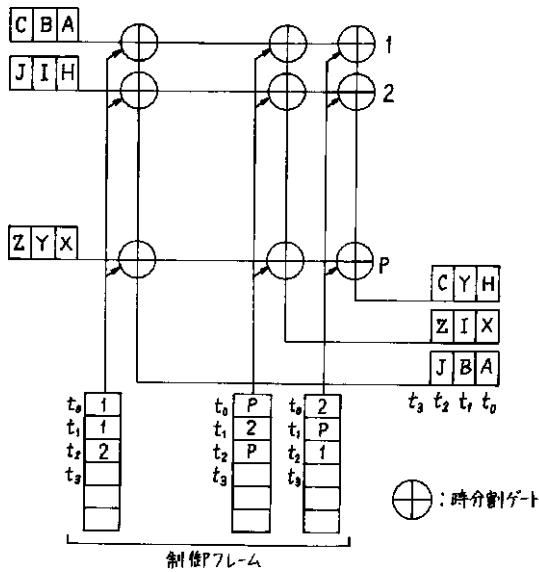 C B A
1
J I H
2
Z Y X
P
C Y H
Z I X
J B A
t3 t2 t1 t0
t0 1
t1 1
t2 2
t3
t0 P
t1 2
t2 P
t3
t0 2
t1 P
t2 1
t3
：時分割ゲート
制御フレーム